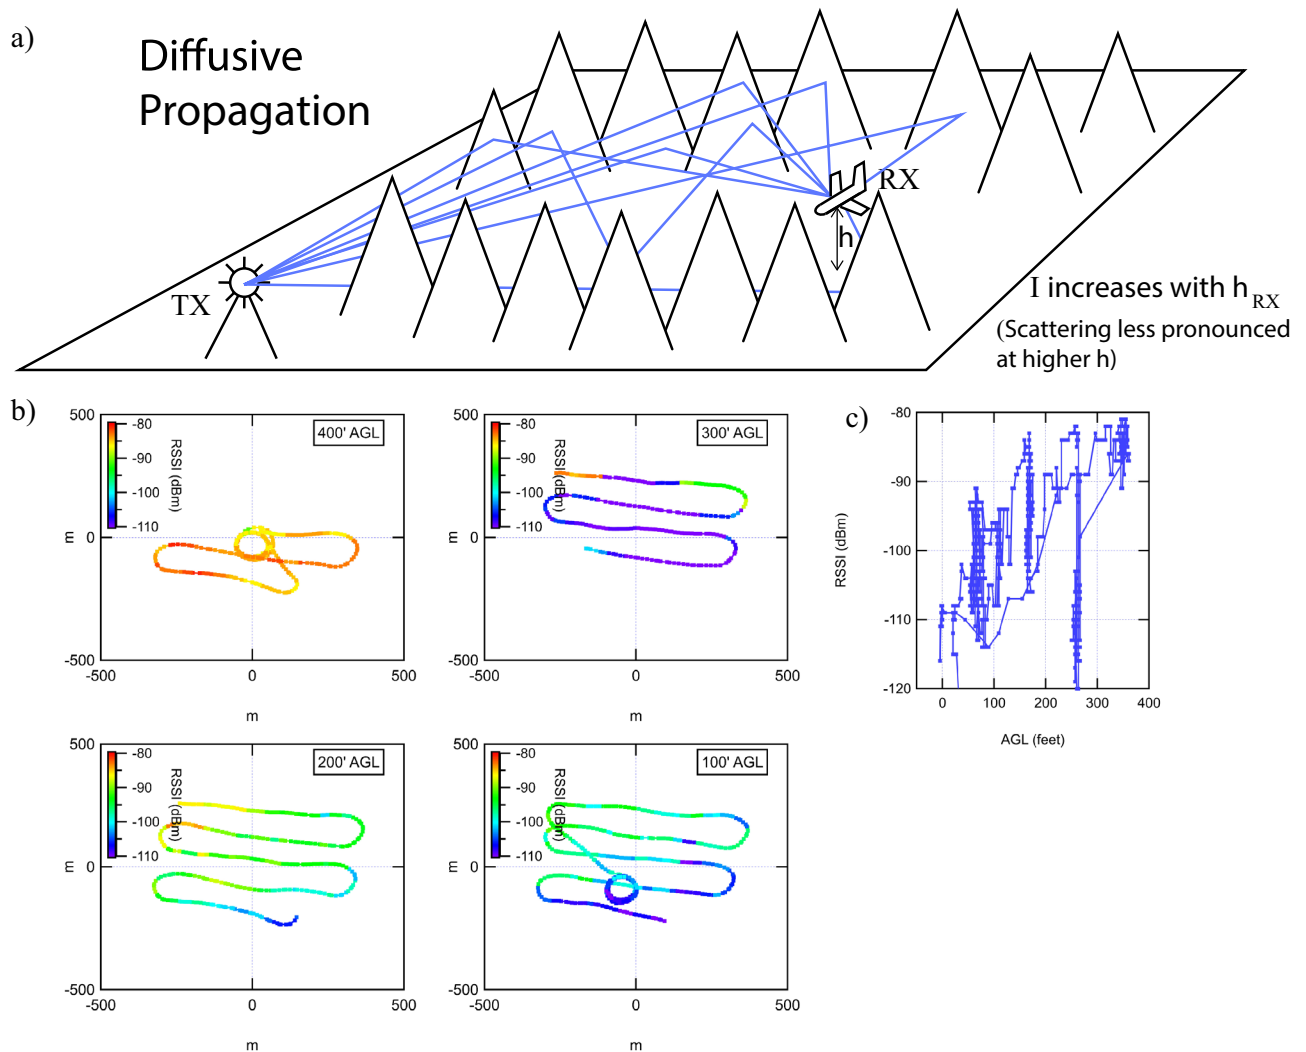 a)
Diffusive
Propagation
TX
RX
h
I increases with hRX
(Scattering less pronounced
at higher h)
b)
500
0
-500
-500
0
500
m
m
-80
-90
-100
-110
RSSI (dBm)
400' AGL
500
0
-500
-500
0
500
m
m
-80
-90
-100
-110
RSSI (dBm)
300' AGL
c)
-80
-90
-100
-110
-120
RSSI (dBm)
0
100
200
300
400
AGL (feet)
500
0
-500
-500
0
500
m
m
-80
-90
-100
-110
RSSI (dBm)
200' AGL
500
0
-500
-500
0
500
m
m
-80
-90
-100
-110
RSSI (dBm)
100' AGL